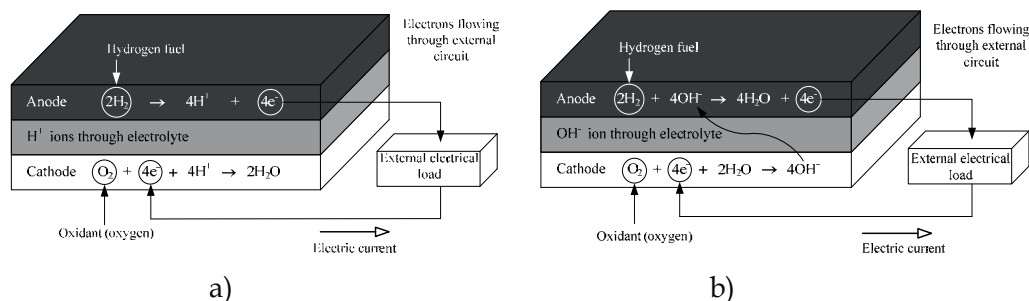 Electrons flowing
through external
circuit
Hydrogen fuel
Anode 2H₂ → 4H⁺ + 4e⁻
H⁺ ions through electrolyte
Cathode O₂ + 4e⁻ + 4H⁺ → 2H₂O
External electrical
load
Oxidant (oxygen)
Electric current
a)
Electrons flowing
through external
circuit
Hydrogen fuel
Anode 2H₂ + 4OH⁻ → 4H₂O + 4e⁻
OH⁻ ion through electrolyte
Cathode O₂ + 4e⁻ + 2H₂O → 4OH⁻
External electrical
load
Oxidant (oxygen)
Electric current
b)